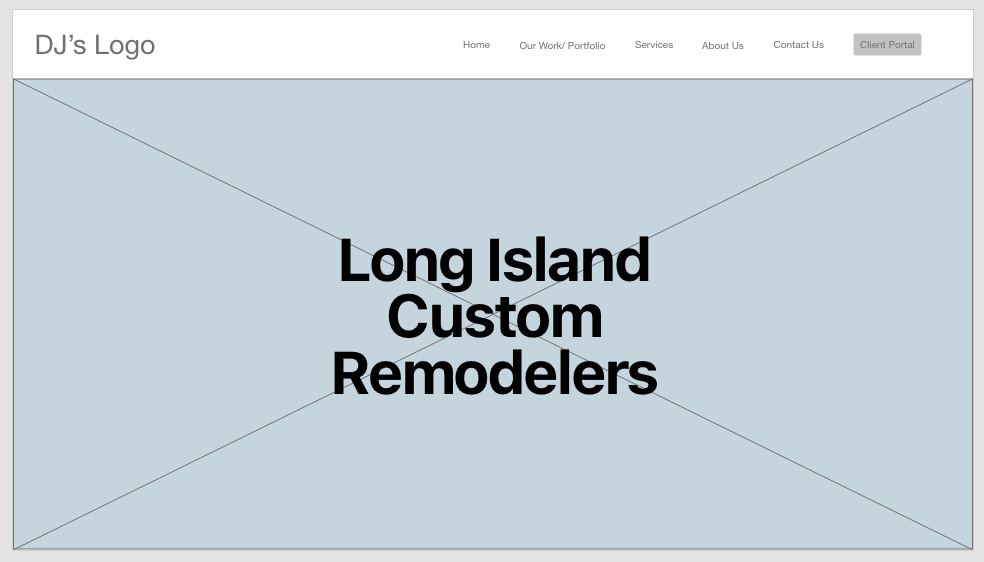 DJ’s Logo
Home Our Work/ Portfolio Services About Us Contact Us Client Portal
Long Island
Custom
Remodelers